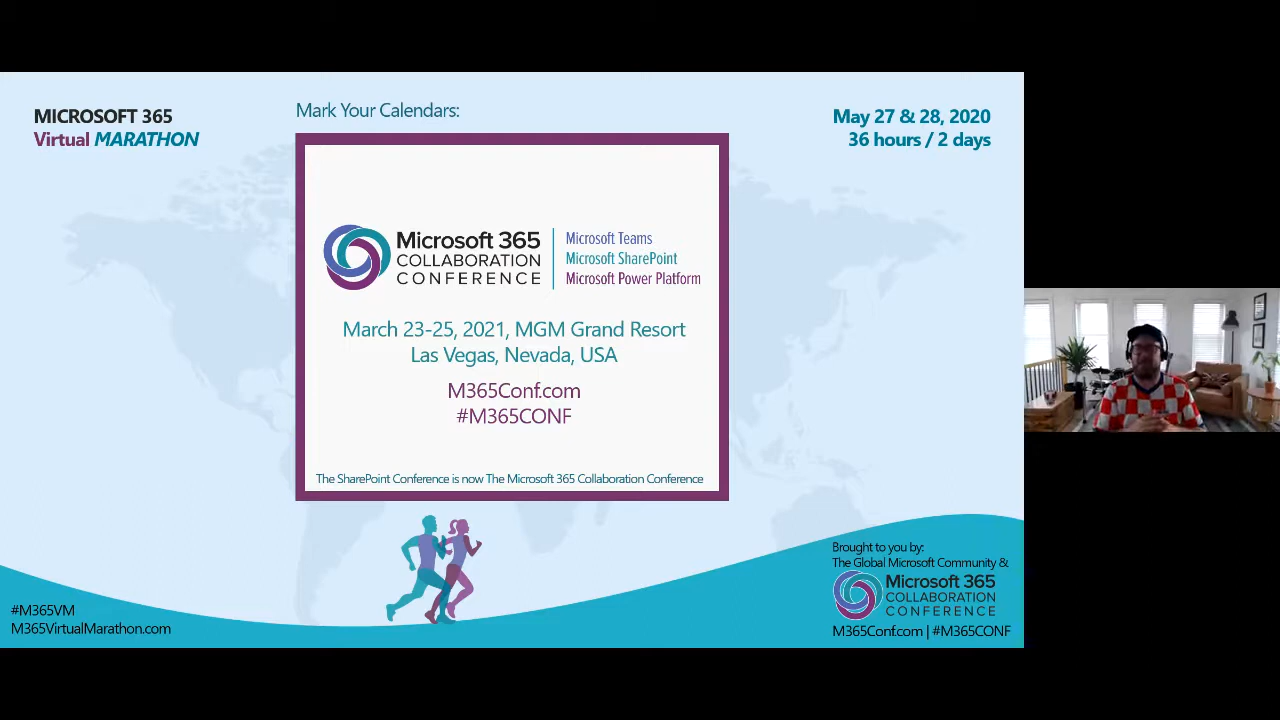 MICROSOFT 365
Virtual MARATHON
Mark Your Calendars:
May 27 & 28, 2020
36 hours / 2 days
Microsoft 365
COLLABORATION
CONFERENCE
Microsoft Teams
Microsoft SharePoint
Microsoft Power Platform
March 23-25, 2021, MGM Grand Resort
Las Vegas, Nevada, USA
M365Conf.com
#M365CONF
The SharePoint Conference is now The Microsoft 365 Collaboration Conference
#M365VM
M365VirtualMarathon.com
Brought to you by:
The Global Microsoft Community &
Microsoft 365
COLLABORATION
CONFERENCE
M365Conf.com | #M365CONF